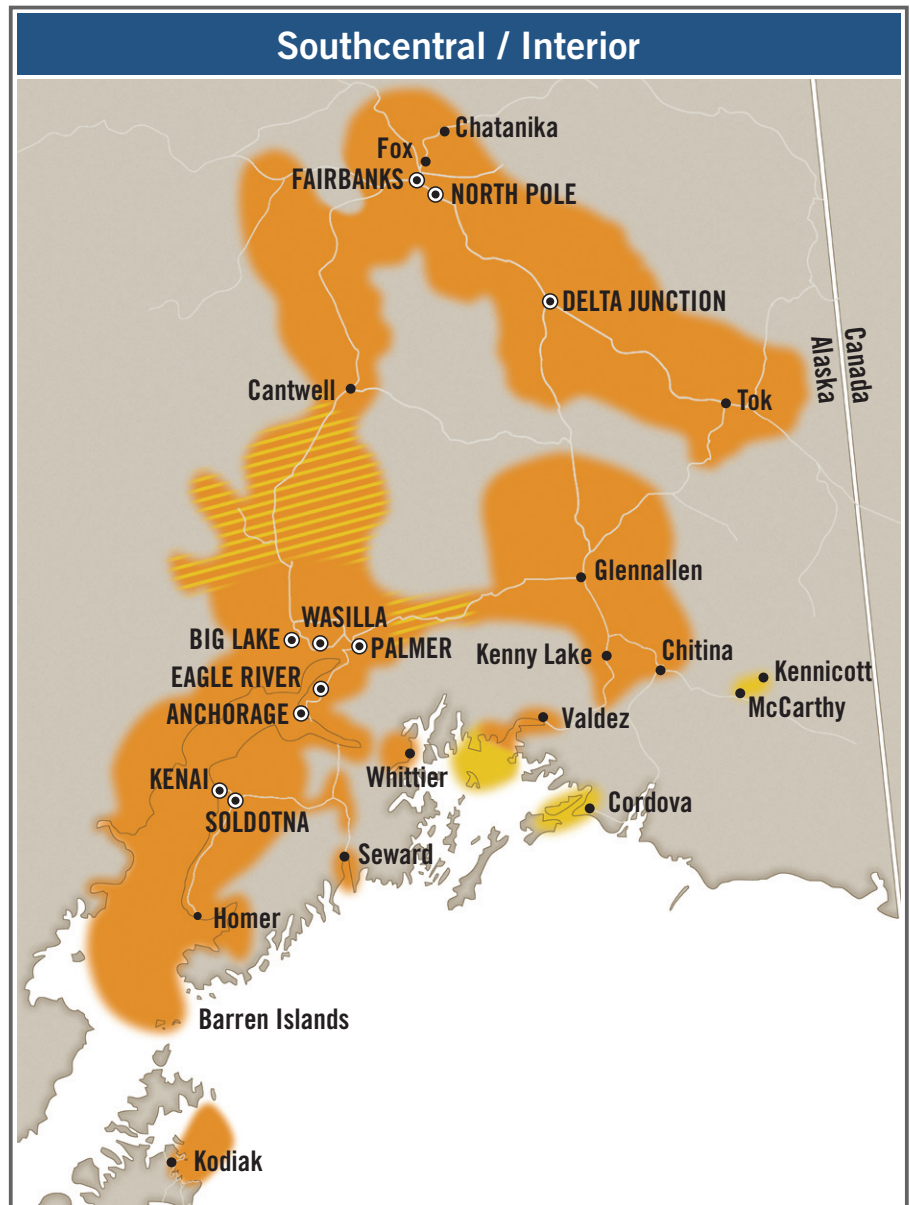 Southcentral / Interior
Chatanika
Fox
FAIRBANKS
NORTH POLE
DELTA JUNCTION
Canada
Alaska
Cantwell
Tok
Glennallen
WASILLA
BIG LAKE
PALMER
Kenny Lake
Chitina
EAGLE RIVER
Kennicott
McCarthy
ANCHORAGE
Valdez
Whittier
KENAI
Cordova
SOLDOTNA
Seward
Homer
Barren Islands
Kodiak